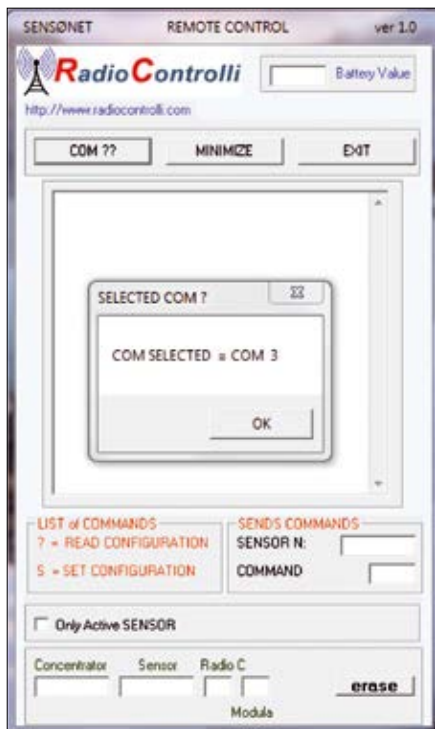 SENSØNET REMOTE CONTROL ver 1.0
RadioControlli
Battery Value
http://www.radiocontrolli.com
COM ?? MINIMIZE EXIT
SELECTED COM ?
COM SELECTED = COM 3
OK
LIST of COMMANDS
? = READ CONFIGURATION
S = SET CONFIGURATION
SENDS COMMANDS
SENSOR N:
COMMAND
Only Active SENSOR
Concentrator Sensor Radio C
erase
Modula